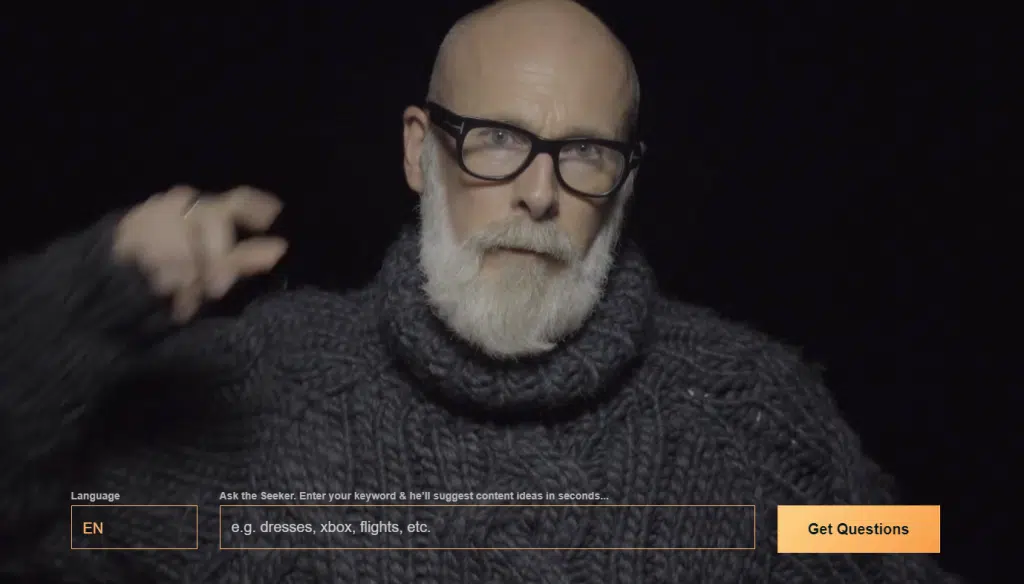 Language
Ask the Seeker. Enter your keyword & he'll suggest content ideas in seconds...
EN
e.g. dresses, xbox, flights, etc.
Get Questions